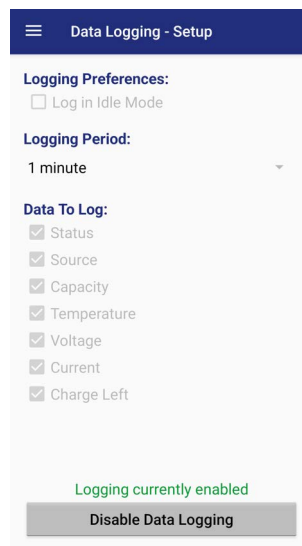 Data Logging - Setup
Logging Preferences:
Log in Idle Mode
Logging Period:
1 minute
Data To Log:
Status
Source
Capacity
Temperature
Voltage
Current
Charge Left
Logging currently enabled
Disable Data Logging